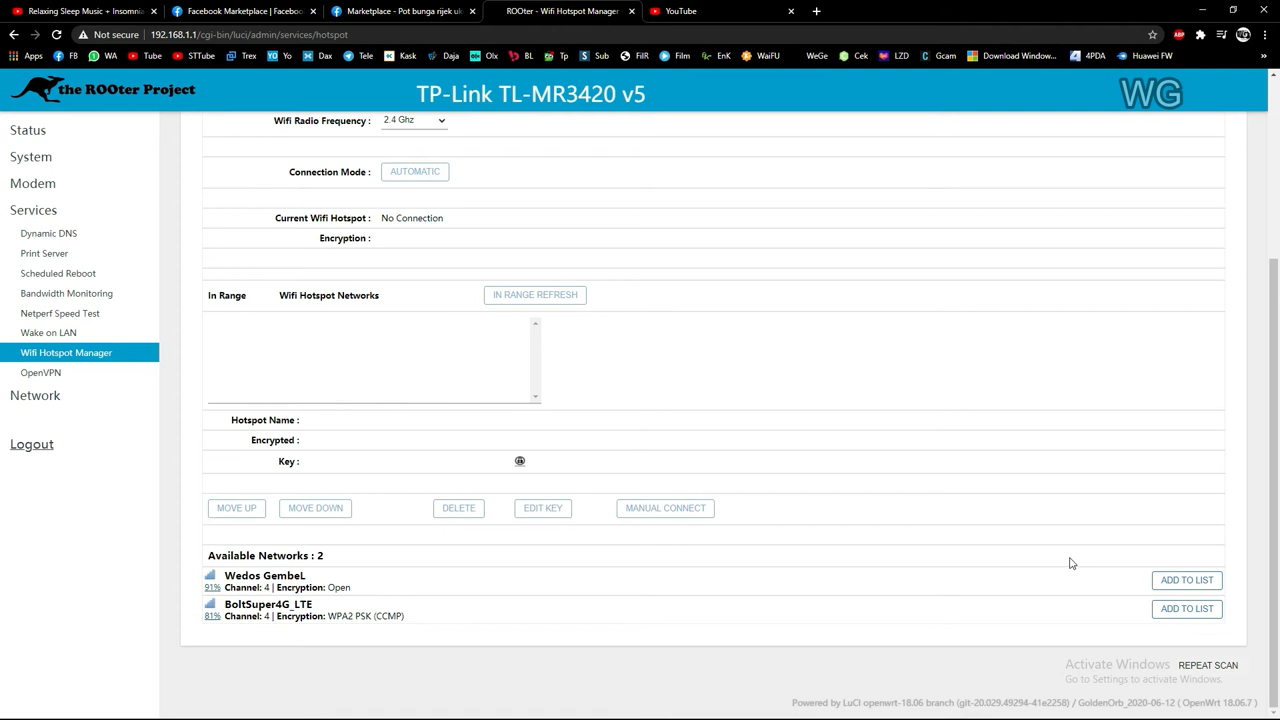 Relaxing Sleep Music + Insomnia
Facebook Marketplace | Facebook
Marketplace - Pot bunga rejek uk
ROOter - Wifi Hotspot Manager
YouTube
Not secure | 192.168.1.1/cgi-bin/luci/admin/services/hotspot
ABP
Apps FB WA Tube STTube Trex Yo Dax Tele Kask Daja Olx BL Tp Sub FilR Film EnK WaiFU WeGe Cek LZD Gcam Download Windows... 4PDA Huawei FW »
the ROOter Project
TP-Link TL-MR3420 v5
WG
Status
System
Modem
Services
Dynamic DNS
Print Server
Scheduled Reboot
Bandwidth Monitoring
Netperf Speed Test
Wake on LAN
Wifi Hotspot Manager
OpenVPN
Network
Logout
Wifi Radio Frequency : 2.4 Ghz
Connection Mode : AUTOMATIC
Current Wifi Hotspot : No Connection
Encryption :
In Range Wifi Hotspot Networks IN RANGE REFRESH
Hotspot Name :
Encrypted :
Key :
MOVE UP MOVE DOWN DELETE EDIT KEY MANUAL CONNECT
Available Networks : 2
Wedos GembeL
91% Channel: 4 | Encryption: Open ADD TO LIST
BoltSuper4G_LTE
81% Channel: 4 | Encryption: WPA2 PSK (CCMP) ADD TO LIST
Activate Windows
REPEAT SCAN
Go to Settings to activate Windows.
Powered by LuCI openwrt-18.06 branch (git-20.029.49294-41e2258) / GoldenOrb_2020-06-12 ( OpenWrt 18.06.7 )